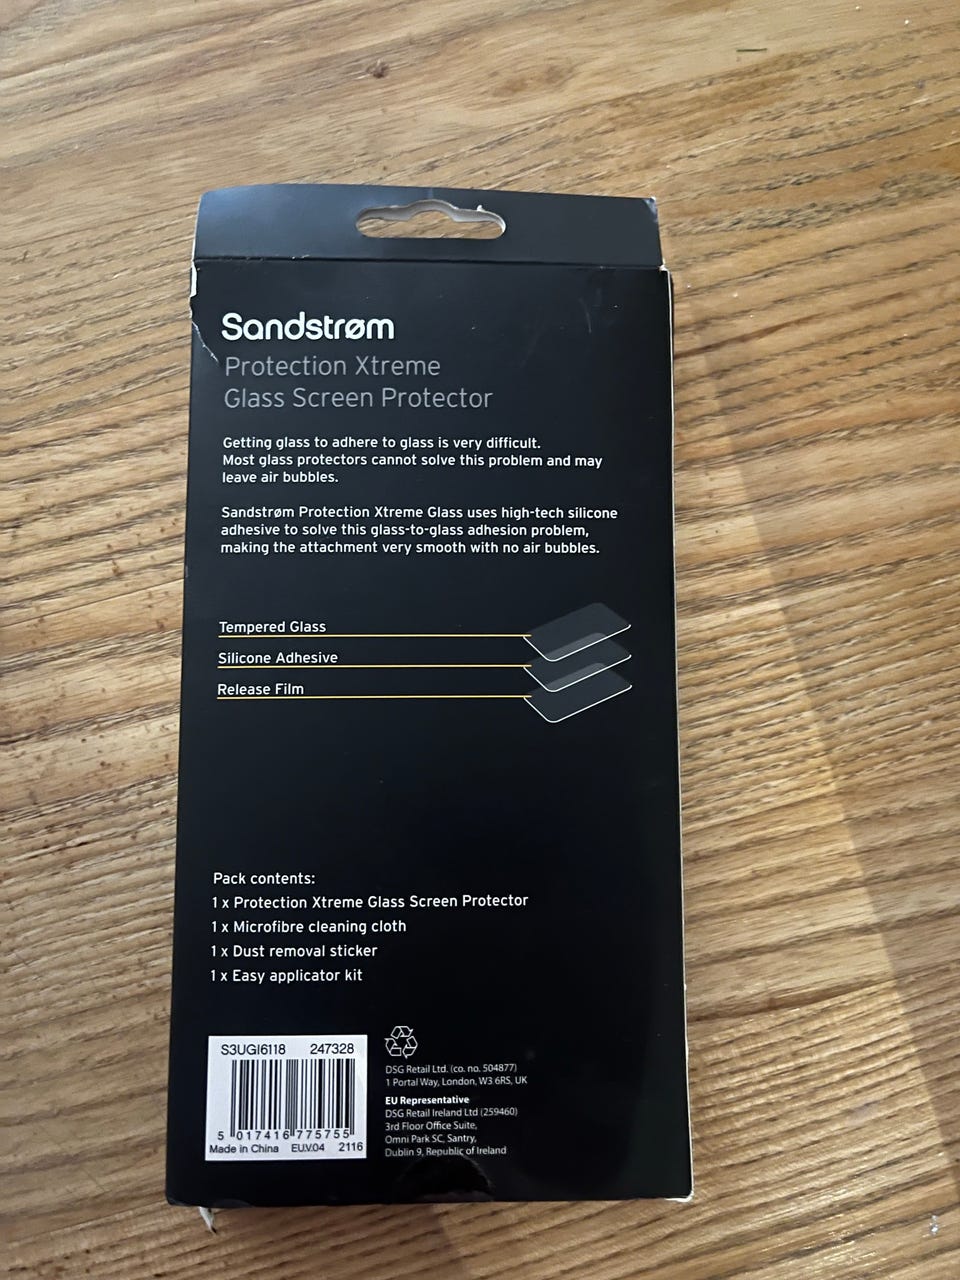 Sandstrøm
Protection Xtreme
Glass Screen Protector
Getting glass to adhere to glass is very difficult.
Most glass protectors cannot solve this problem and may
leave air bubbles.
Sandstrøm Protection Xtreme Glass uses high-tech silicone
adhesive to solve this glass-to-glass adhesion problem,
making the attachment very smooth with no air bubbles.
Tempered Glass
Silicone Adhesive
Release Film
Pack contents:
1 x Protection Xtreme Glass Screen Protector
1 x Microfibre cleaning cloth
1 x Dust removal sticker
1 x Easy applicator kit
S3UGI6118 247328
5 017416 775755
Made in China EU.V.04 2116
DSG Retail Ltd. (co. no. 504877)
1 Portal Way, London, W3 6RS, UK
EU Representative
DSG Retail Ireland Ltd (259460)
3rd Floor Office Suite,
Omni Park SC, Santry,
Dublin 9, Republic of Ireland